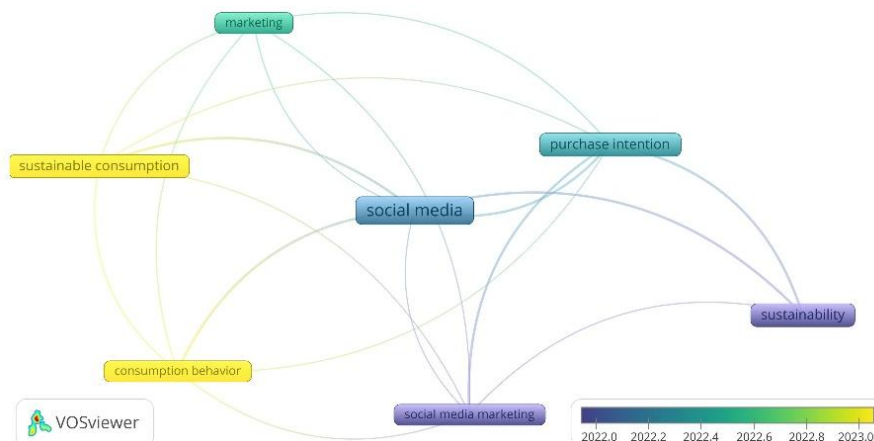 marketing
purchase intention
sustainable consumption
social media
sustainability
consumption behavior
social media marketing
VOSviewer
2022.0 2022.2 2022.4 2022.6 2022.8 2023.0